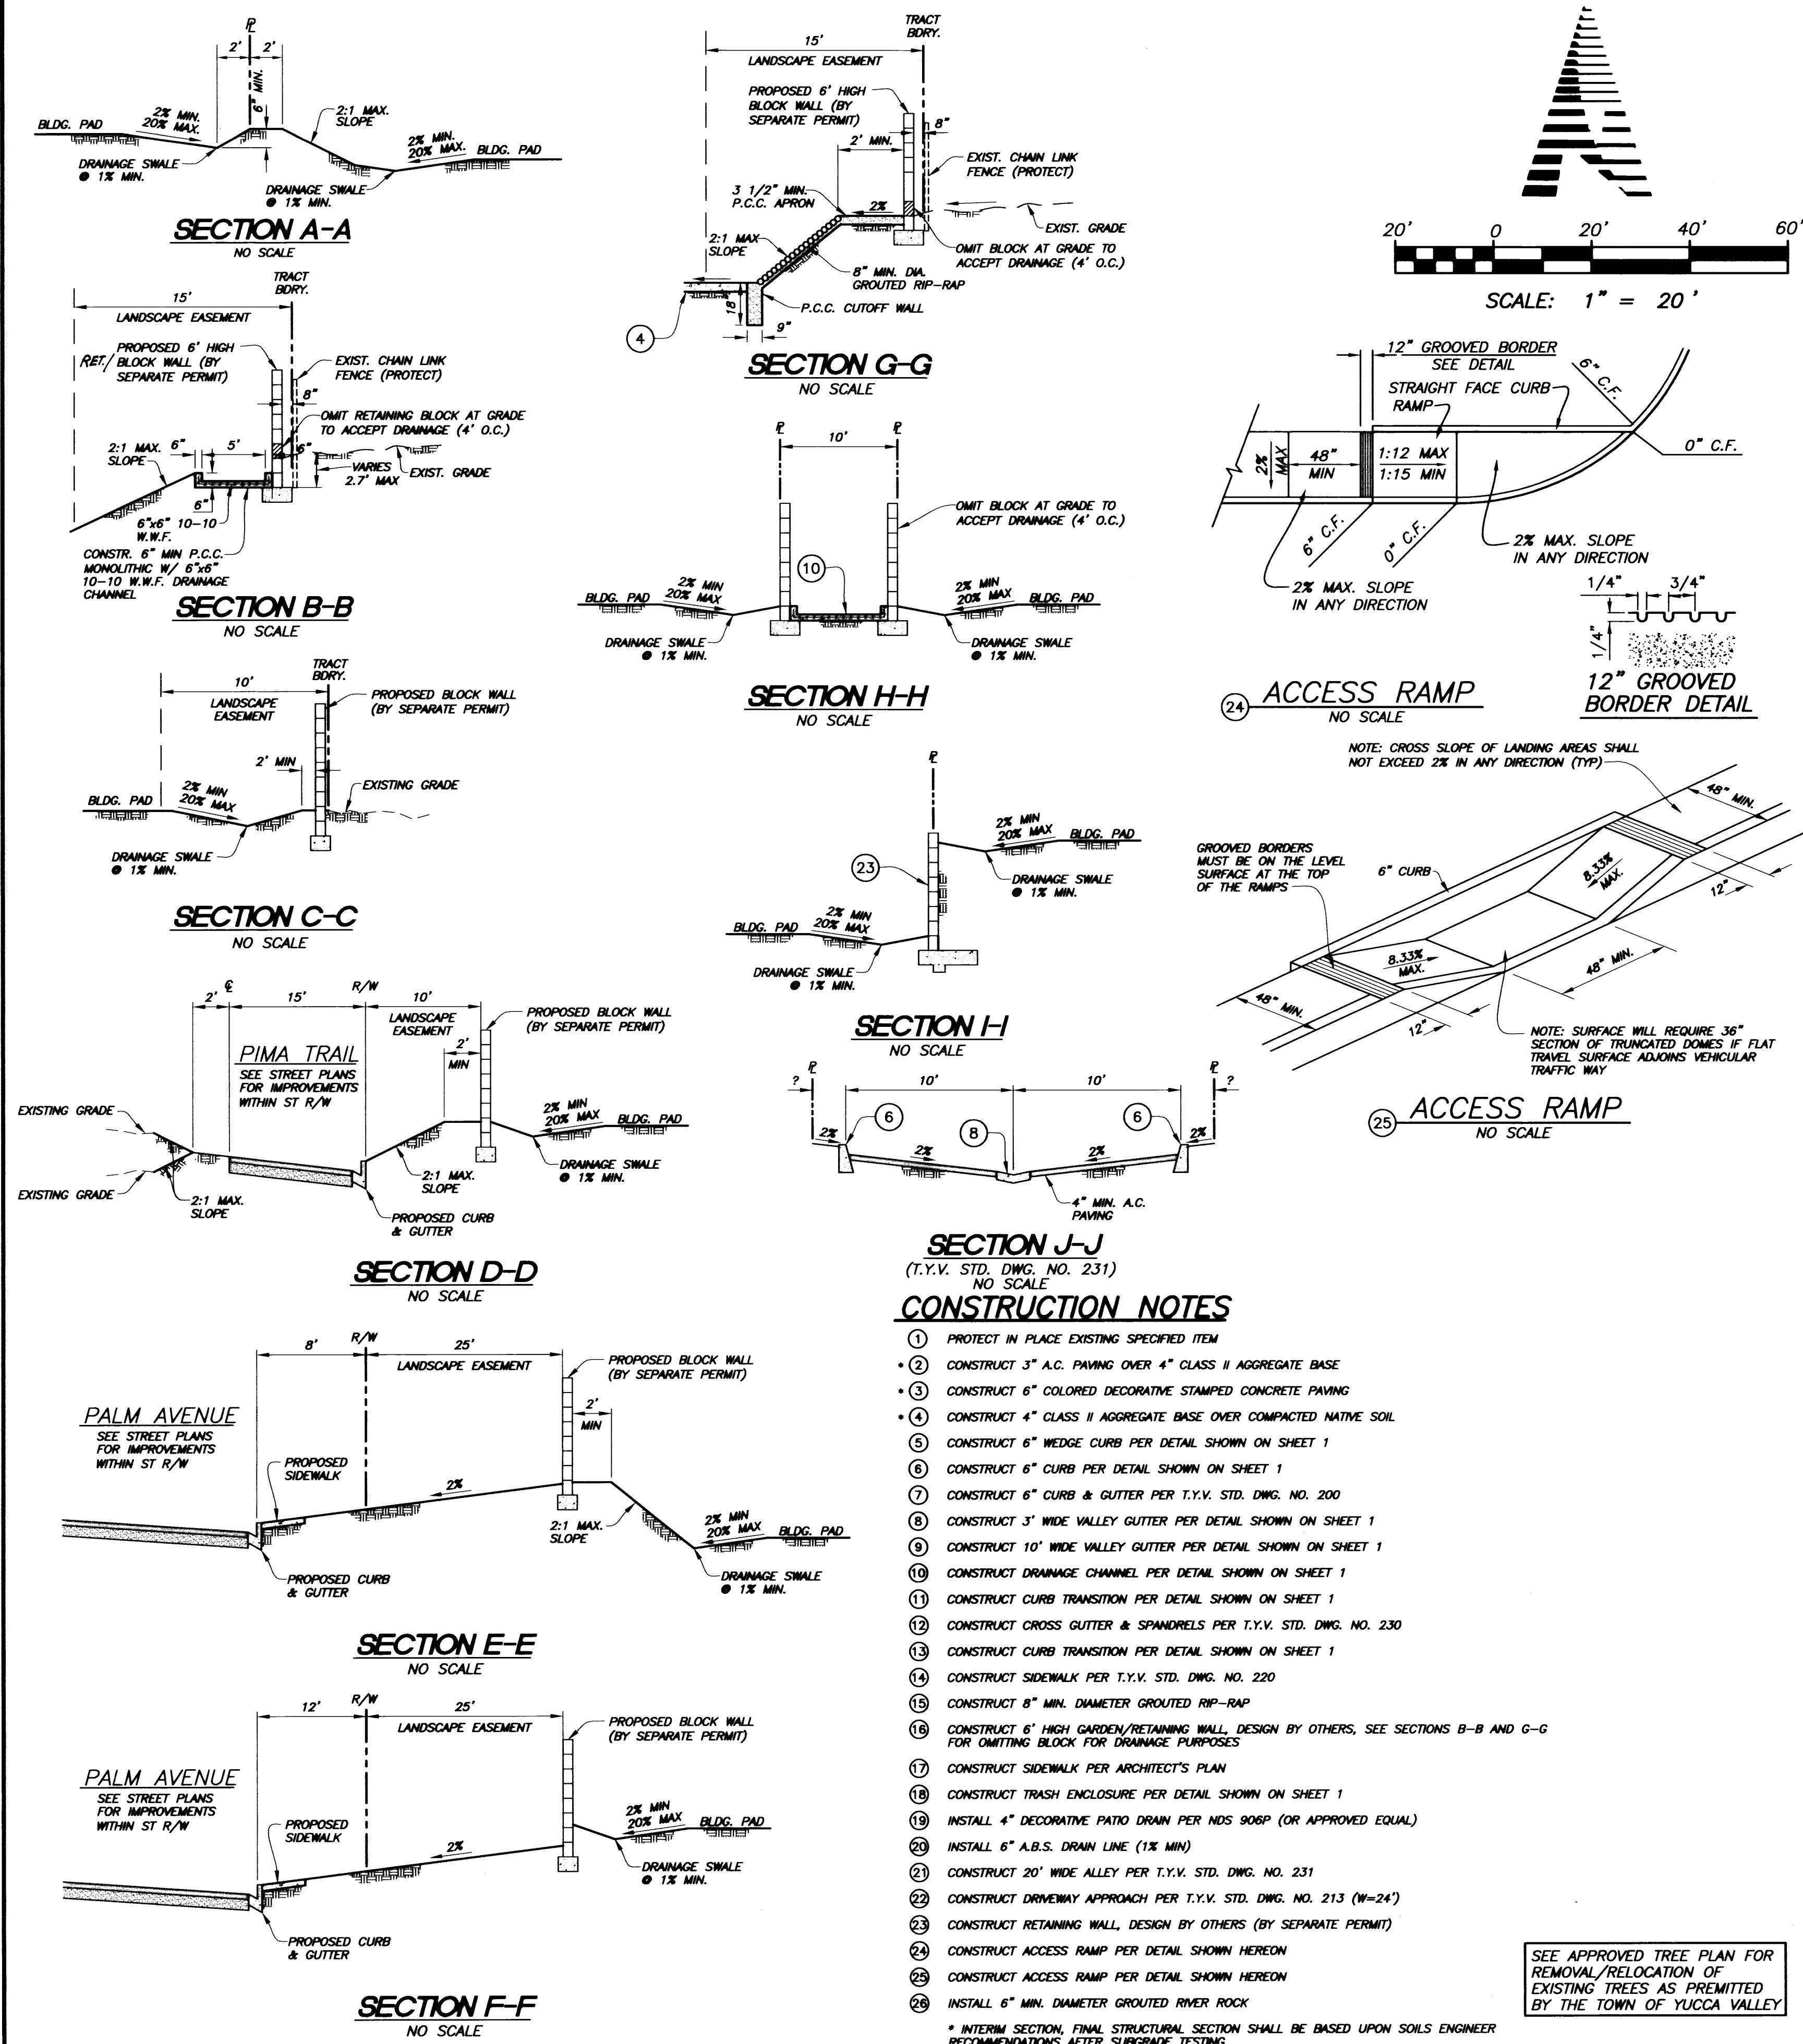 ℄
2' 2'
6" MIN.
2:1 MAX.
SLOPE
BLDG. PAD
2% MIN.
20% MAX.
2% MIN.
20% MAX.
BLDG. PAD
DRAINAGE SWALE
@ 1% MIN.
DRAINAGE SWALE
@ 1% MIN.
SECTION A-A
NO SCALE
TRACT
BDRY.
15'
LANDSCAPE EASEMENT
RET./
PROPOSED 6' HIGH
BLOCK WALL (BY
SEPARATE PERMIT)
EXIST. CHAIN LINK
FENCE (PROTECT)
8"
OMIT RETAINING BLOCK AT GRADE
TO ACCEPT DRAINAGE (4' O.C.)
2:1 MAX.
SLOPE
6" 5' 6"
VARIES
2.7' MAX
EXIST. GRADE
6"
6"x6" 10-10
W.W.F.
CONSTR. 6" MIN P.C.C.
MONOLITHIC W/ 6"x6"
10-10 W.W.F. DRAINAGE
CHANNEL
SECTION B-B
NO SCALE
TRACT
BDRY.
10'
LANDSCAPE
EASEMENT
PROPOSED BLOCK WALL
(BY SEPARATE PERMIT)
2' MIN
BLDG. PAD
2% MIN
20% MAX
EXISTING GRADE
DRAINAGE SWALE
@ 1% MIN.
SECTION C-C
NO SCALE
2' ℄ 15' R/W 10'
LANDSCAPE
EASEMENT
PROPOSED BLOCK WALL
(BY SEPARATE PERMIT)
2'
MIN
PIMA TRAIL
SEE STREET PLANS
FOR IMPROVEMENTS
WITHIN ST R/W
EXISTING GRADE
2% MIN
20% MAX
BLDG. PAD
DRAINAGE SWALE
@ 1% MIN.
2:1 MAX.
SLOPE
EXISTING GRADE
2:1 MAX.
SLOPE
PROPOSED CURB
& GUTTER
SECTION D-D
NO SCALE
8' R/W 25'
LANDSCAPE EASEMENT
PROPOSED BLOCK WALL
(BY SEPARATE PERMIT)
2'
MIN
PALM AVENUE
SEE STREET PLANS
FOR IMPROVEMENTS
WITHIN ST R/W
PROPOSED
SIDEWALK
2%
2:1 MAX.
SLOPE
2% MIN
20% MAX
BLDG. PAD
PROPOSED CURB
& GUTTER
DRAINAGE SWALE
@ 1% MIN.
SECTION E-E
NO SCALE
12' R/W 25'
LANDSCAPE EASEMENT
PROPOSED BLOCK WALL
(BY SEPARATE PERMIT)
PALM AVENUE
SEE STREET PLANS
FOR IMPROVEMENTS
WITHIN ST R/W
PROPOSED
SIDEWALK
2%
2% MIN
20% MAX
BLDG. PAD
DRAINAGE SWALE
@ 1% MIN.
PROPOSED CURB
& GUTTER
SECTION F-F
NO SCALE
TRACT
BDRY.
15'
LANDSCAPE EASEMENT
PROPOSED 6' HIGH
BLOCK WALL (BY
SEPARATE PERMIT)
8"
2' MIN.
EXIST. CHAIN LINK
FENCE (PROTECT)
3 1/2" MIN.
P.C.C. APRON
2%
EXIST. GRADE
2:1 MAX
SLOPE
OMIT BLOCK AT GRADE TO
ACCEPT DRAINAGE (4' O.C.)
8" MIN. DIA.
GROUTED RIP-RAP
18"
P.C.C. CUTOFF WALL
4
9"
SECTION G-G
NO SCALE
℄ ℄
10'
OMIT BLOCK AT GRADE TO
ACCEPT DRAINAGE (4' O.C.)
10
BLDG. PAD
2% MIN
20% MAX
2% MIN
20% MAX
BLDG. PAD
DRAINAGE SWALE
@ 1% MIN.
DRAINAGE SWALE
@ 1% MIN.
SECTION H-H
NO SCALE
℄
2% MIN
20% MAX
BLDG. PAD
23
DRAINAGE SWALE
@ 1% MIN.
BLDG. PAD
2% MIN
20% MAX
DRAINAGE SWALE
@ 1% MIN.
SECTION I-I
NO SCALE
℄ ℄
? 10' 10' ?
6 8 6
2% 2% 2% 2%
4" MIN. A.C.
PAVING
SECTION J-J
(T.Y.V. STD. DWG. NO. 231)
NO SCALE
20' 0 20' 40' 60'
SCALE: 1" = 20 '
12" GROOVED BORDER
SEE DETAIL
STRAIGHT FACE CURB
RAMP
6" C.F.
0" C.F.
2%
MAX
48"
MIN
1:12 MAX
1:15 MIN
6" C.F.
0" C.F.
2% MAX. SLOPE
IN ANY DIRECTION
2% MAX. SLOPE
IN ANY DIRECTION
1/4" 3/4"
1/4"
12" GROOVED
BORDER DETAIL
24 ACCESS RAMP
NO SCALE
NOTE: CROSS SLOPE OF LANDING AREAS SHALL
NOT EXCEED 2% IN ANY DIRECTION (TYP)
48" MIN.
GROOVED BORDERS
MUST BE ON THE LEVEL
SURFACE AT THE TOP
OF THE RAMPS
6" CURB
8.33%
MAX.
12"
8.33%
MAX.
48" MIN.
48" MIN.
12"
NOTE: SURFACE WILL REQUIRE 36"
SECTION OF TRUNCATED DOMES IF FLAT
TRAVEL SURFACE ADJOINS VEHICULAR
TRAFFIC WAY
25 ACCESS RAMP
NO SCALE
CONSTRUCTION NOTES
1 PROTECT IN PLACE EXISTING SPECIFIED ITEM
* 2 CONSTRUCT 3" A.C. PAVING OVER 4" CLASS II AGGREGATE BASE
* 3 CONSTRUCT 6" COLORED DECORATIVE STAMPED CONCRETE PAVING
* 4 CONSTRUCT 4" CLASS II AGGREGATE BASE OVER COMPACTED NATIVE SOIL
5 CONSTRUCT 6" WEDGE CURB PER DETAIL SHOWN ON SHEET 1
6 CONSTRUCT 6" CURB PER DETAIL SHOWN ON SHEET 1
7 CONSTRUCT 6" CURB & GUTTER PER T.Y.V. STD. DWG. NO. 200
8 CONSTRUCT 3' WIDE VALLEY GUTTER PER DETAIL SHOWN ON SHEET 1
9 CONSTRUCT 10' WIDE VALLEY GUTTER PER DETAIL SHOWN ON SHEET 1
10 CONSTRUCT DRAINAGE CHANNEL PER DETAIL SHOWN ON SHEET 1
11 CONSTRUCT CURB TRANSITION PER DETAIL SHOWN ON SHEET 1
12 CONSTRUCT CROSS GUTTER & SPANDRELS PER T.Y.V. STD. DWG. NO. 230
13 CONSTRUCT CURB TRANSITION PER DETAIL SHOWN ON SHEET 1
14 CONSTRUCT SIDEWALK PER T.Y.V. STD. DWG. NO. 220
15 CONSTRUCT 8" MIN. DIAMETER GROUTED RIP-RAP
16 CONSTRUCT 6' HIGH GARDEN/RETAINING WALL, DESIGN BY OTHERS, SEE SECTIONS B-B AND G-G
FOR OMITTING BLOCK FOR DRAINAGE PURPOSES
17 CONSTRUCT SIDEWALK PER ARCHITECT'S PLAN
18 CONSTRUCT TRASH ENCLOSURE PER DETAIL SHOWN ON SHEET 1
19 INSTALL 4" DECORATIVE PATIO DRAIN PER NDS 906P (OR APPROVED EQUAL)
20 INSTALL 6" A.B.S. DRAIN LINE (1% MIN)
21 CONSTRUCT 20' WIDE ALLEY PER T.Y.V. STD. DWG. NO. 231
22 CONSTRUCT DRIVEWAY APPROACH PER T.Y.V. STD. DWG. NO. 213 (W=24')
23 CONSTRUCT RETAINING WALL, DESIGN BY OTHERS (BY SEPARATE PERMIT)
24 CONSTRUCT ACCESS RAMP PER DETAIL SHOWN HEREON
25 CONSTRUCT ACCESS RAMP PER DETAIL SHOWN HEREON
26 INSTALL 6" MIN. DIAMETER GROUTED RIVER ROCK
* INTERIM SECTION, FINAL STRUCTURAL SECTION SHALL BE BASED UPON SOILS ENGINEER
RECOMMENDATIONS AFTER SUBGRADE TESTING
SEE APPROVED TREE PLAN FOR
REMOVAL/RELOCATION OF
EXISTING TREES AS PREMITTED
BY THE TOWN OF YUCCA VALLEY